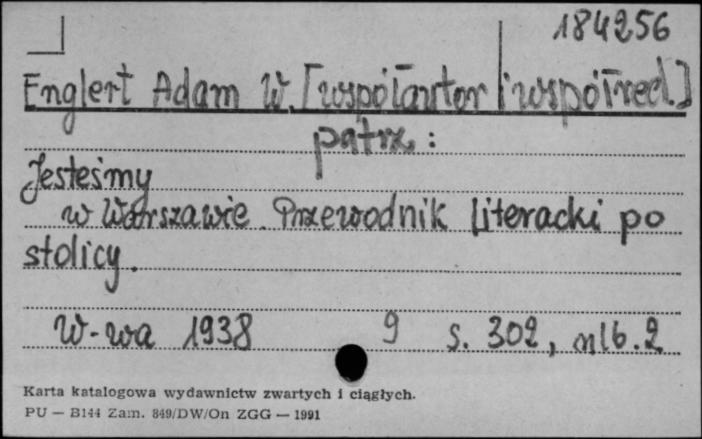 184256
Englert Adam W. [współautor i współred.]
patrz :
Jesteśmy
w Warszawie. Przewodnik literacki po
stolicy.
W-wa 1938 9 s. 302, nlb. 2
Karta katalogowa wydawnictw zwartych i ciągłych.
PU — B144 Zam. 849/DW/On ZGG — 1991